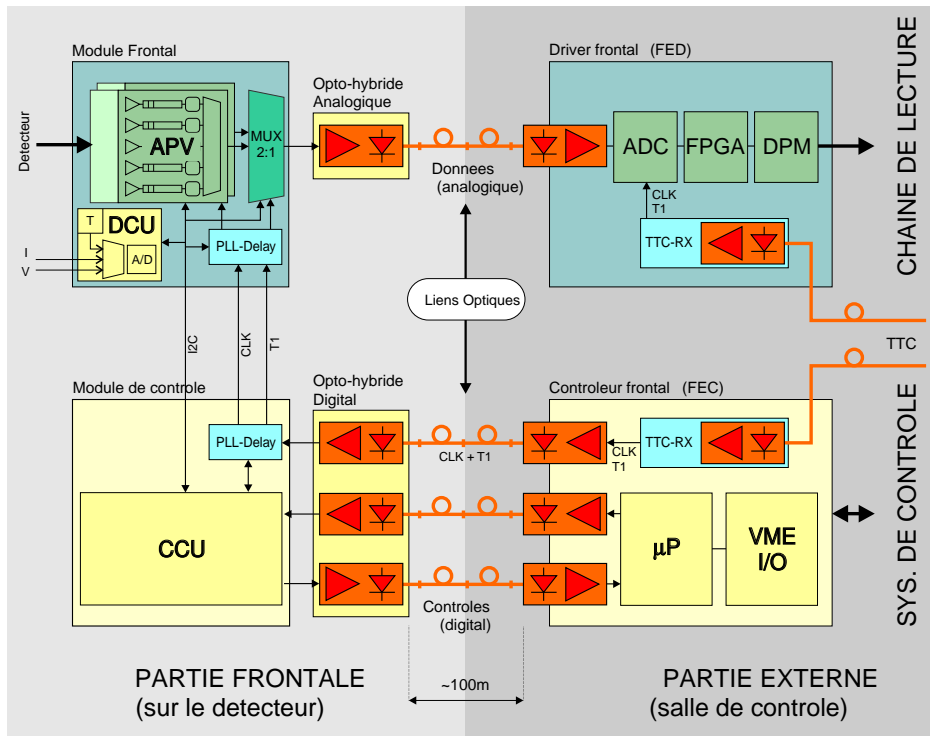 Module Frontal
Driver frontal (FED)
CHAINE DE LECTURE
Opto-hybride
Analogique
Detecteur
APV
MUX
2:1
ADC
FPGA
DPM
Donnees
(analogique)
CLK
T1
T
DCU
A/D
I
V
PLL-Delay
TTC-RX
Liens Optiques
I2C
CLK
T1
TTC
Module de controle
Opto-hybride
Digital
Controleur frontal (FEC)
SYS. DE CONTROLE
PLL-Delay
CLK + T1
CLK
T1
TTC-RX
CCU
µP
VME
I/O
Controles
(digital)
PARTIE FRONTALE
(sur le detecteur)
~100m
PARTIE EXTERNE
(salle de controle)